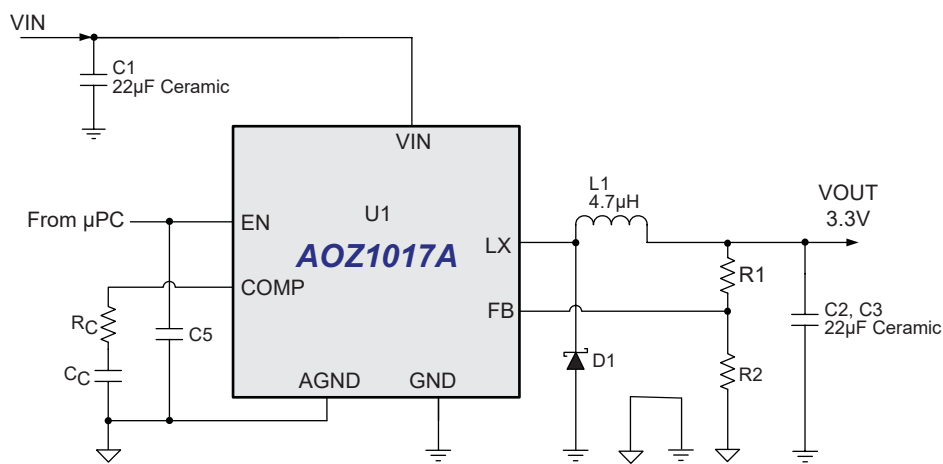 VIN
C1
22µF Ceramic
VIN
From µPC
EN
U1
AOZ1017A
LX
L1
4.7µH
VOUT
3.3V
COMP
FB
R1
RC
CC
C5
C2, C3
22µF Ceramic
D1
R2
AGND
GND